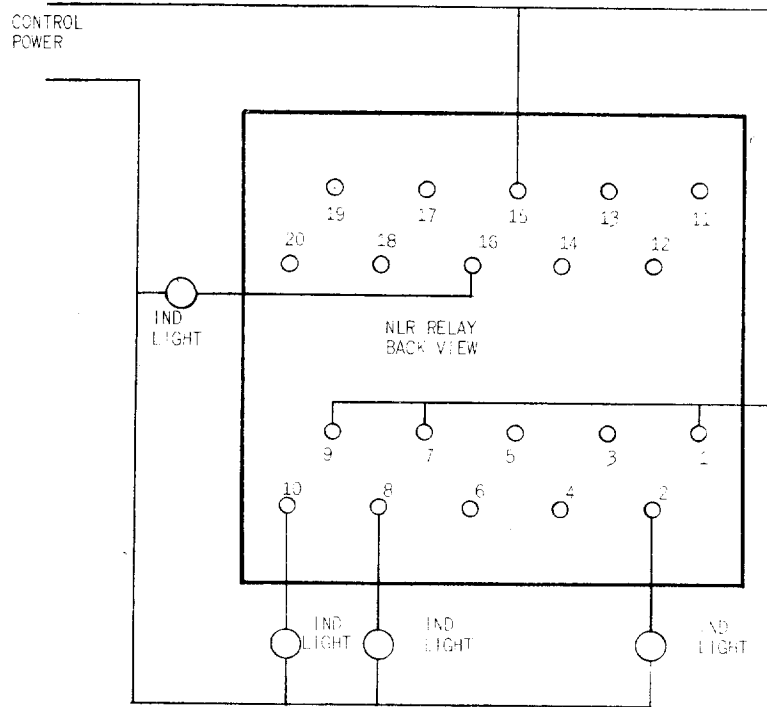 CONTROL
POWER
19 17 15 13 11
20 18 16 14 12
IND
LIGHT
NLR RELAY
BACK VIEW
9 7 5 3 1
10 8 6 4 2
IND
LIGHT
IND
LIGHT
IND
LIGHT